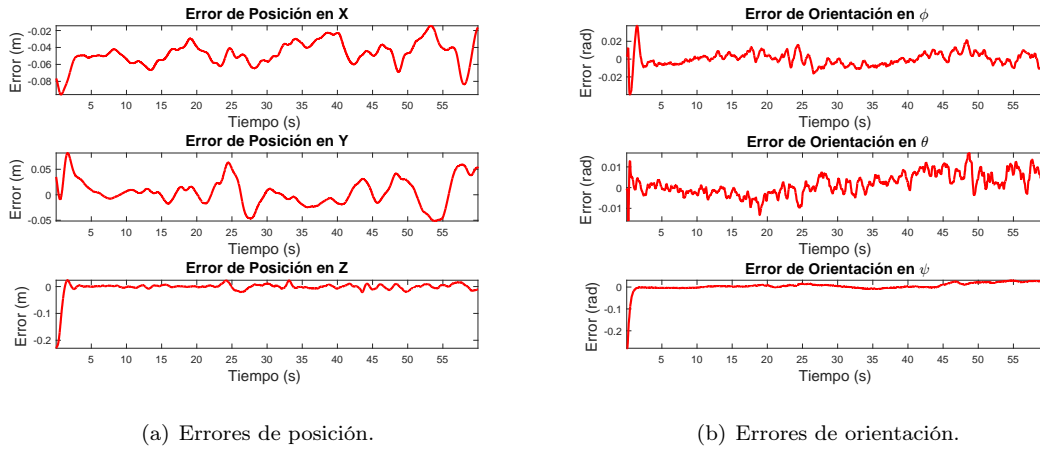 Error de Posición en X
Error (m)
-0.02
-0.04
-0.06
-0.08
5 10 15 20 25 30 35 40 45 50 55
Tiempo (s)
Error de Posición en Y
Error (m)
0.05
0
-0.05
5 10 15 20 25 30 35 40 45 50 55
Tiempo (s)
Error de Posición en Z
Error (m)
0
-0.1
-0.2
5 10 15 20 25 30 35 40 45 50 55
Tiempo (s)
(a) Errores de posición.
Error de Orientación en ϕ
Error (rad)
0.02
0
-0.02
5 10 15 20 25 30 35 40 45 50 55
Tiempo (s)
Error de Orientación en θ
Error (rad)
0.01
0
-0.01
5 10 15 20 25 30 35 40 45 50 55
Tiempo (s)
Error de Orientación en ψ
Error (rad)
0
-0.1
-0.2
5 10 15 20 25 30 35 40 45 50 55
Tiempo (s)
(b) Errores de orientación.